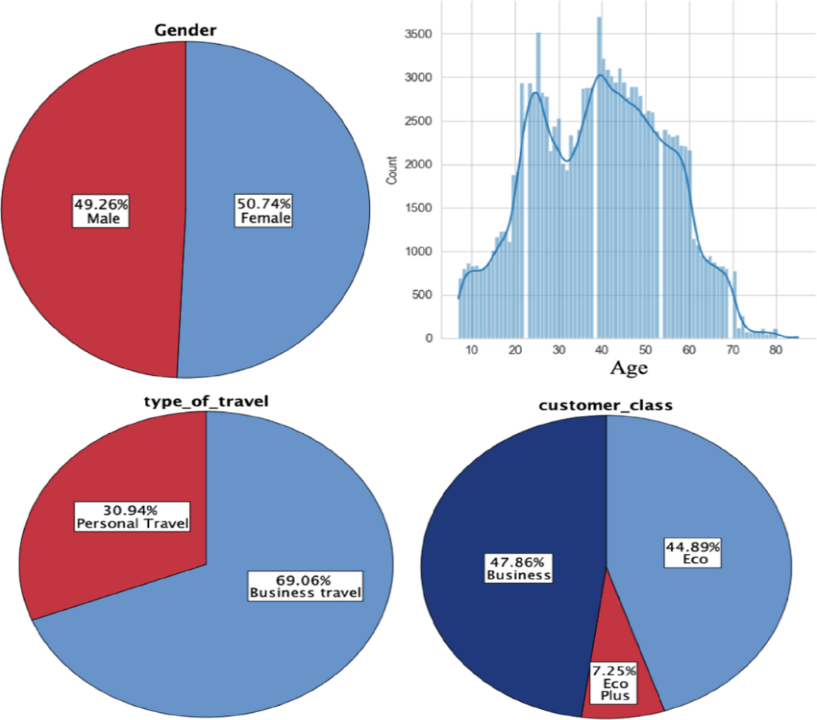 Gender
49.26%
Male
50.74%
Female
3500
3000
2500
2000
1500
1000
500
0
Count
10 20 30 40 50 60 70 80
Age
type_of_travel
30.94%
Personal Travel
69.06%
Business travel
customer_class
47.86%
Business
44.89%
Eco
7.25%
Eco
Plus